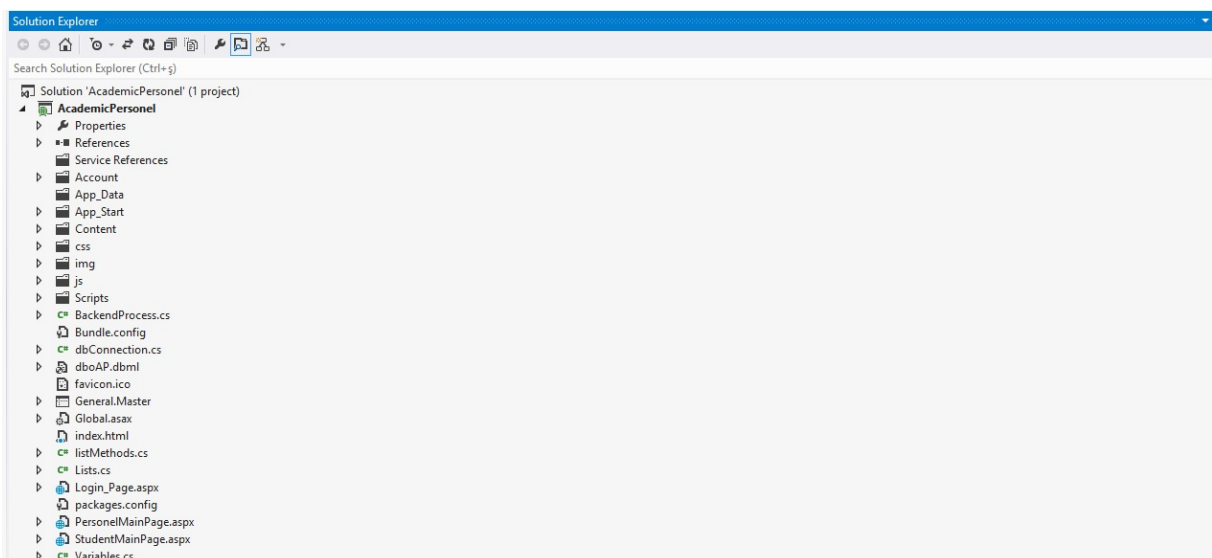 Solution Explorer
Search Solution Explorer (Ctrl+ş)
Solution 'AcademicPersonel' (1 project)
AcademicPersonel
Properties
References
Service References
Account
App_Data
App_Start
Content
css
img
js
Scripts
C# BackendProcess.cs
Bundle.config
C# dbConnection.cs
dboAP.dbml
favicon.ico
General.Master
Global.asax
index.html
C# listMethods.cs
C# Lists.cs
Login_Page.aspx
packages.config
PersonelMainPage.aspx
StudentMainPage.aspx
C# Variables.cs